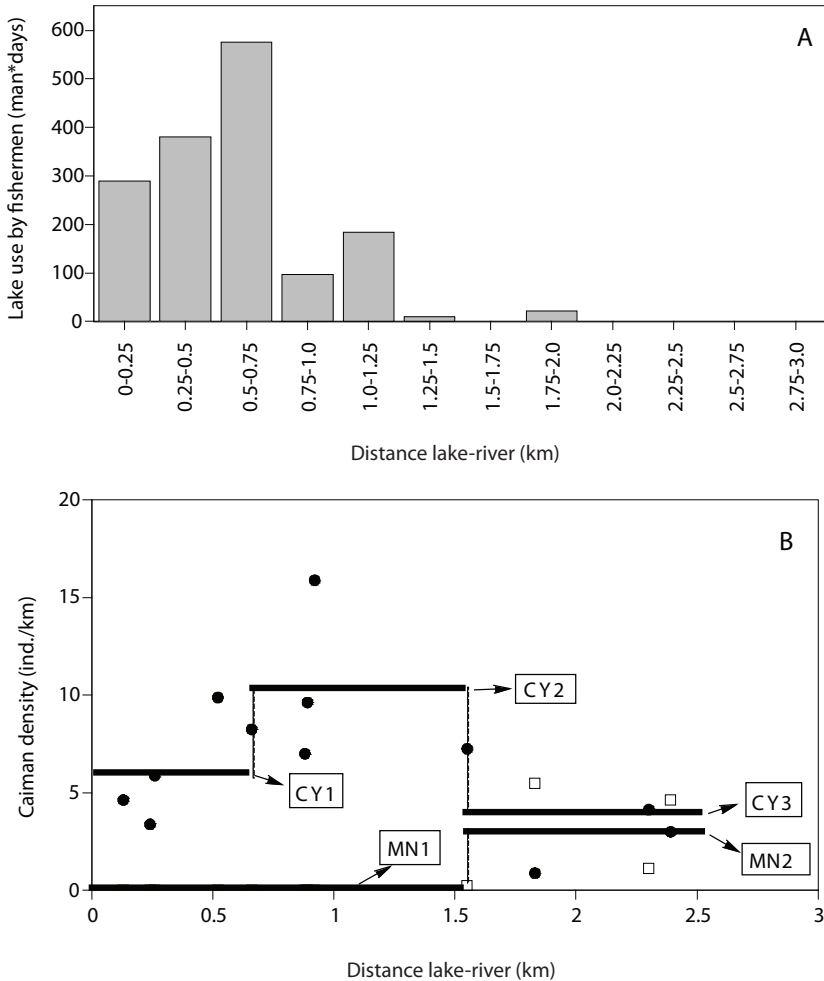 A
Lake use by fishermen (man*days)
600
500
400
300
200
100
0
0-0.25
0.25-0.5
0.5-0.75
0.75-1.0
1.0-1.25
1.25-1.5
1.5-1.75
1.75-2.0
2.0-2.25
2.25-2.5
2.5-2.75
2.75-3.0
Distance lake-river (km)
B
Caiman density (ind./km)
20
15
10
5
0
CY2
CY1
CY3
MN1
MN2
0 0.5 1 1.5 2 2.5 3
Distance lake-river (km)